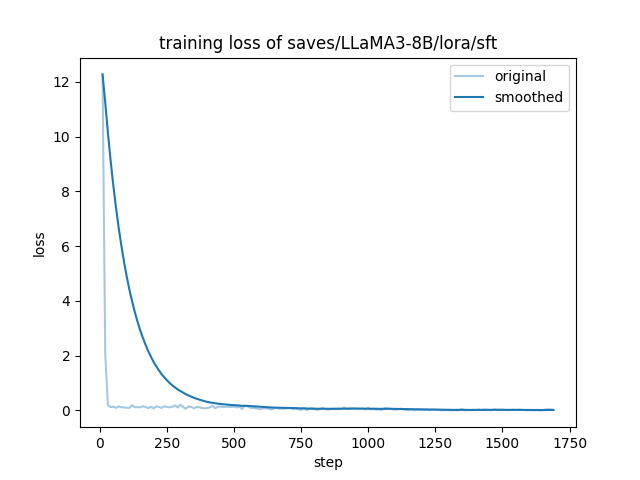 training loss of saves/LLaMA3-8B/lora/sft
original
smoothed
12
10
8
6
4
2
0
loss
0 250 500 750 1000 1250 1500 1750
step